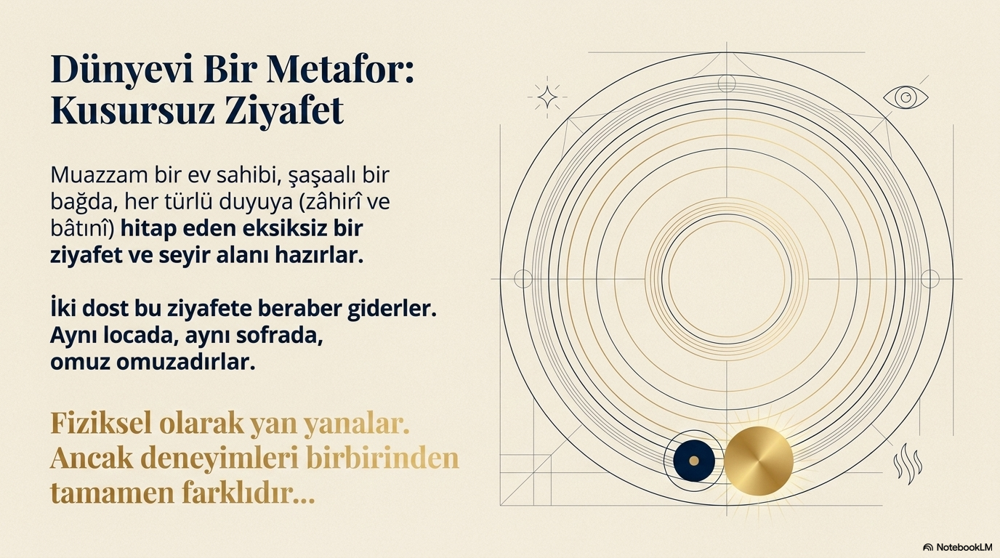 Dünyevi Bir Metafor:
Kusursuz Ziyafet
Muazzam bir ev sahibi, şaşaalı bir
bağda, her türlü duyuya (zâhirî ve
bâtınî) hitap eden eksiksiz bir
ziyafet ve seyir alanı hazırlar.
İki dost bu ziyafete beraber giderler.
Aynı locada, aynı sofrada,
omuz omuzadırlar.
Fiziksel olarak yan yanalar.
Ancak deneyimleri birbirinden
tamamen farklıdır...
NotebookLM